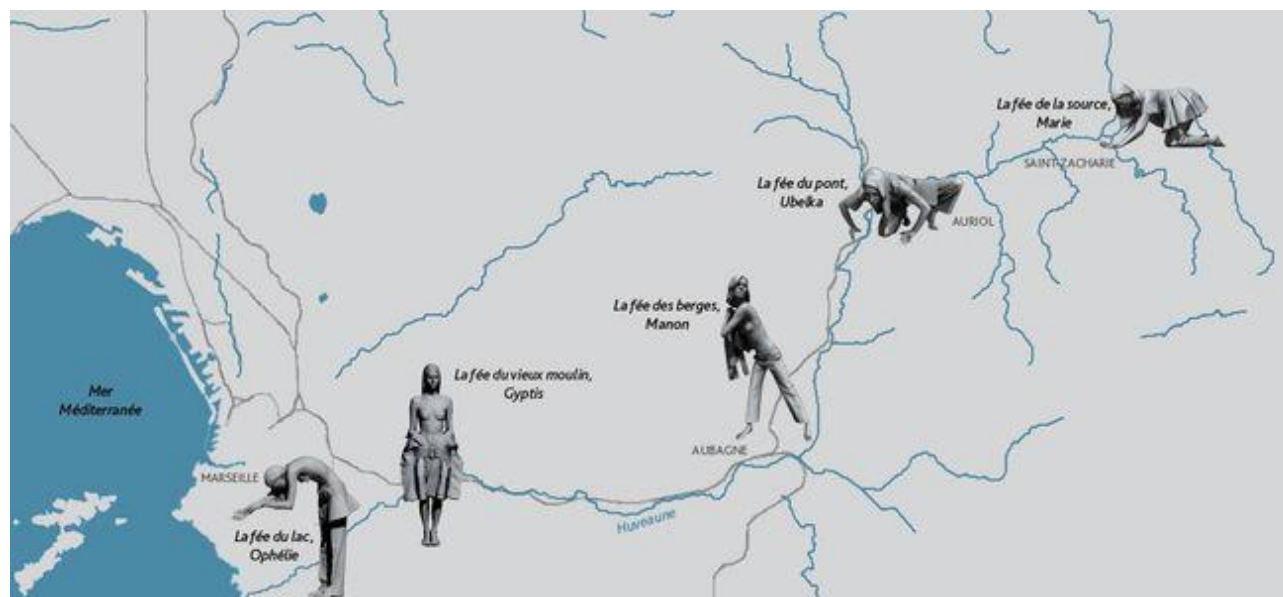 La fée de la source,
Marie
SAINT-ZACHARIE
La fée du pont,
Ubelka
AURIOL
La fée des berges,
Manon
La fée du vieux moulin,
Gyptis
Mer
Méditerranée
AUBAGNE
MARSEILLE
Huveaune
La fée du lac,
Ophélie